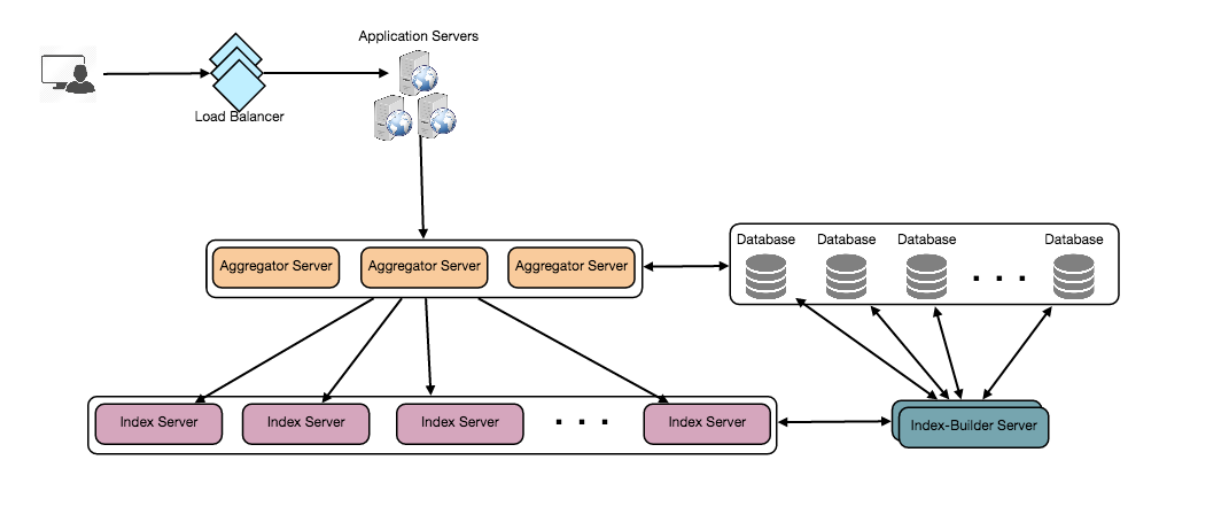 Application Servers
Load Balancer
Database Database Database Database
Aggregator Server Aggregator Server Aggregator Server
. . .
Index Server Index Server Index Server . . . Index Server
Index-Builder Server